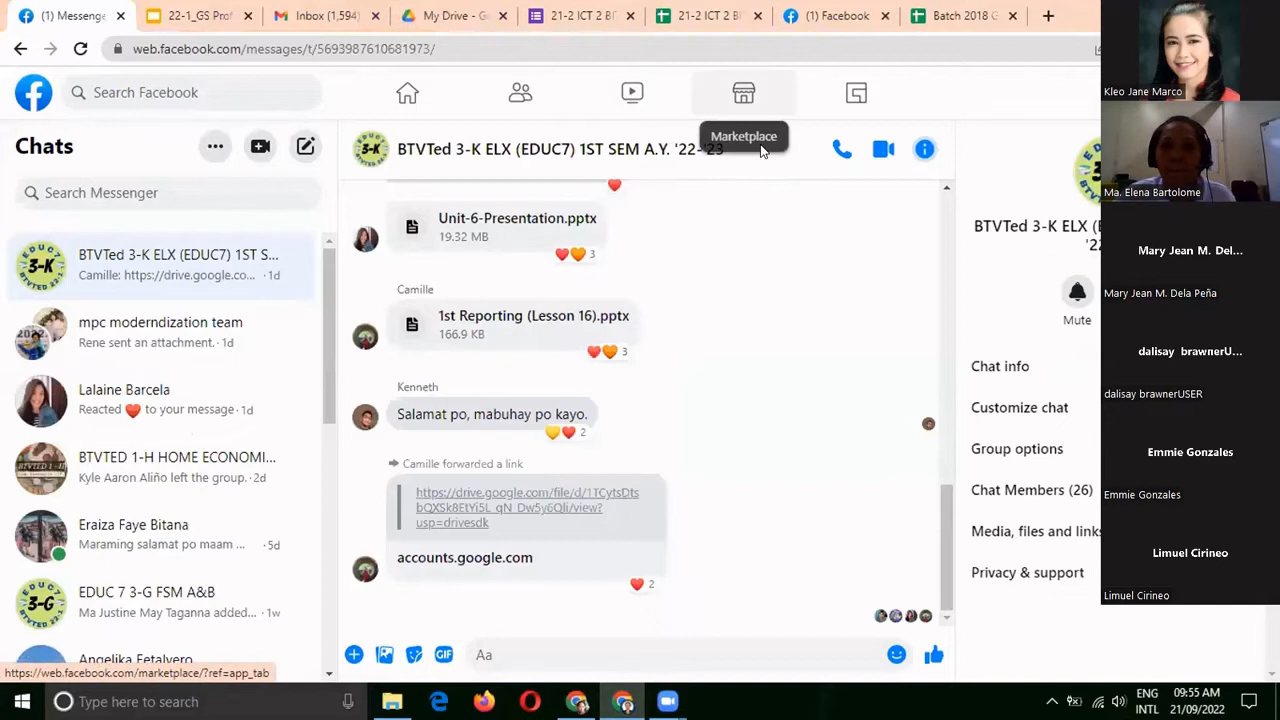 (1) Messenge
22-1_GS Prof
Inbox (1,594)
My Drive - G
21-2 ICT 2 BT
21-2 ICT 2 BT
(1) Facebook
Batch 2018 G
web.facebook.com/messages/t/5693987610681973/
Search Facebook
Marketplace
Chats
Search Messenger
BTVTed 3-K ELX (EDUC7) 1ST S...
Camille: https://drive.google.co... · 1d
mpc moderndization team
Rene sent an attachment. · 1d
Lalaine Barcela
Reacted ❤️ to your message · 1d
BTVTED 1-H HOME ECONOMI...
Kyle Aaron Aliño left the group. · 2d
Eraiza Faye Bitana
Maraming salamat po maam ... · 5d
EDUC 7 3-G FSM A&B
Ma Justine May Taganna added... · 1w
Angelika Fetalvero
https://web.facebook.com/marketplace/?ref=app_tab
3-K
BTVTed 3-K ELX (EDUC7) 1ST SEM A.Y. '22-'23
Unit-6-Presentation.pptx
19.32 MB
3
Camille
1st Reporting (Lesson 16).pptx
166.9 KB
3
Kenneth
Salamat po, mabuhay po kayo.
2
Camille forwarded a link
https://drive.google.com/file/d/1TCytsDts
bQXSk8EtYi5L_qN_Dw5y6Qli/view?
usp=drivesdk
accounts.google.com
2
GIF
Aa
BTVTed 3-K ELX (E
'22-
Mute
Chat info
Customize chat
Group options
Chat Members (26)
Media, files and links
Privacy & support
Kleo Jane Marco
Ma. Elena Bartolome
Mary Jean M. Del...
Mary Jean M. Dela Peña
dalisay brawnerU...
dalisay brawnerUSER
Emmie Gonzales
Emmie Gonzales
Limuel Cirineo
Limuel Cirineo
Type here to search
ENG
INTL
09:55 AM
21/09/2022